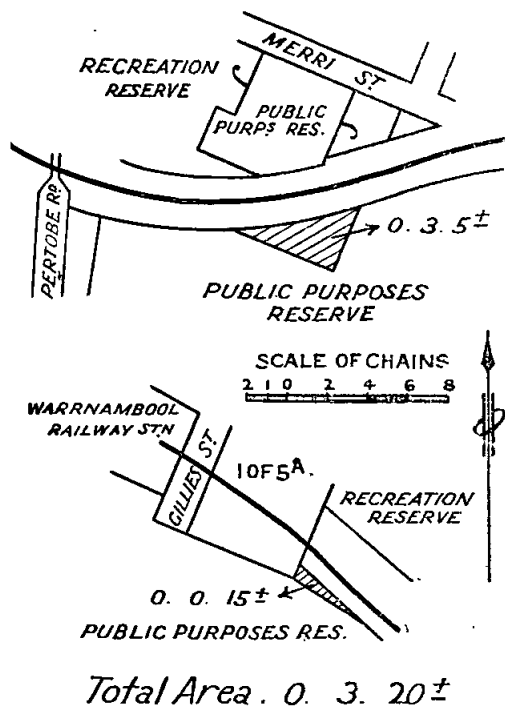 MERRI ST.
RECREATION
RESERVE
PUBLIC
PURPS RES.
PERTOBE RD
0. 3. 5±
PUBLIC PURPOSES
RESERVE
SCALE OF CHAINS
2 1 0 2 4 6 8
WARRNAMBOOL
RAILWAY STN
GILLIES ST.
10F5A.
RECREATION
RESERVE
0. 0. 15±
PUBLIC PURPOSES RES.
Total Area. 0. 3. 20±